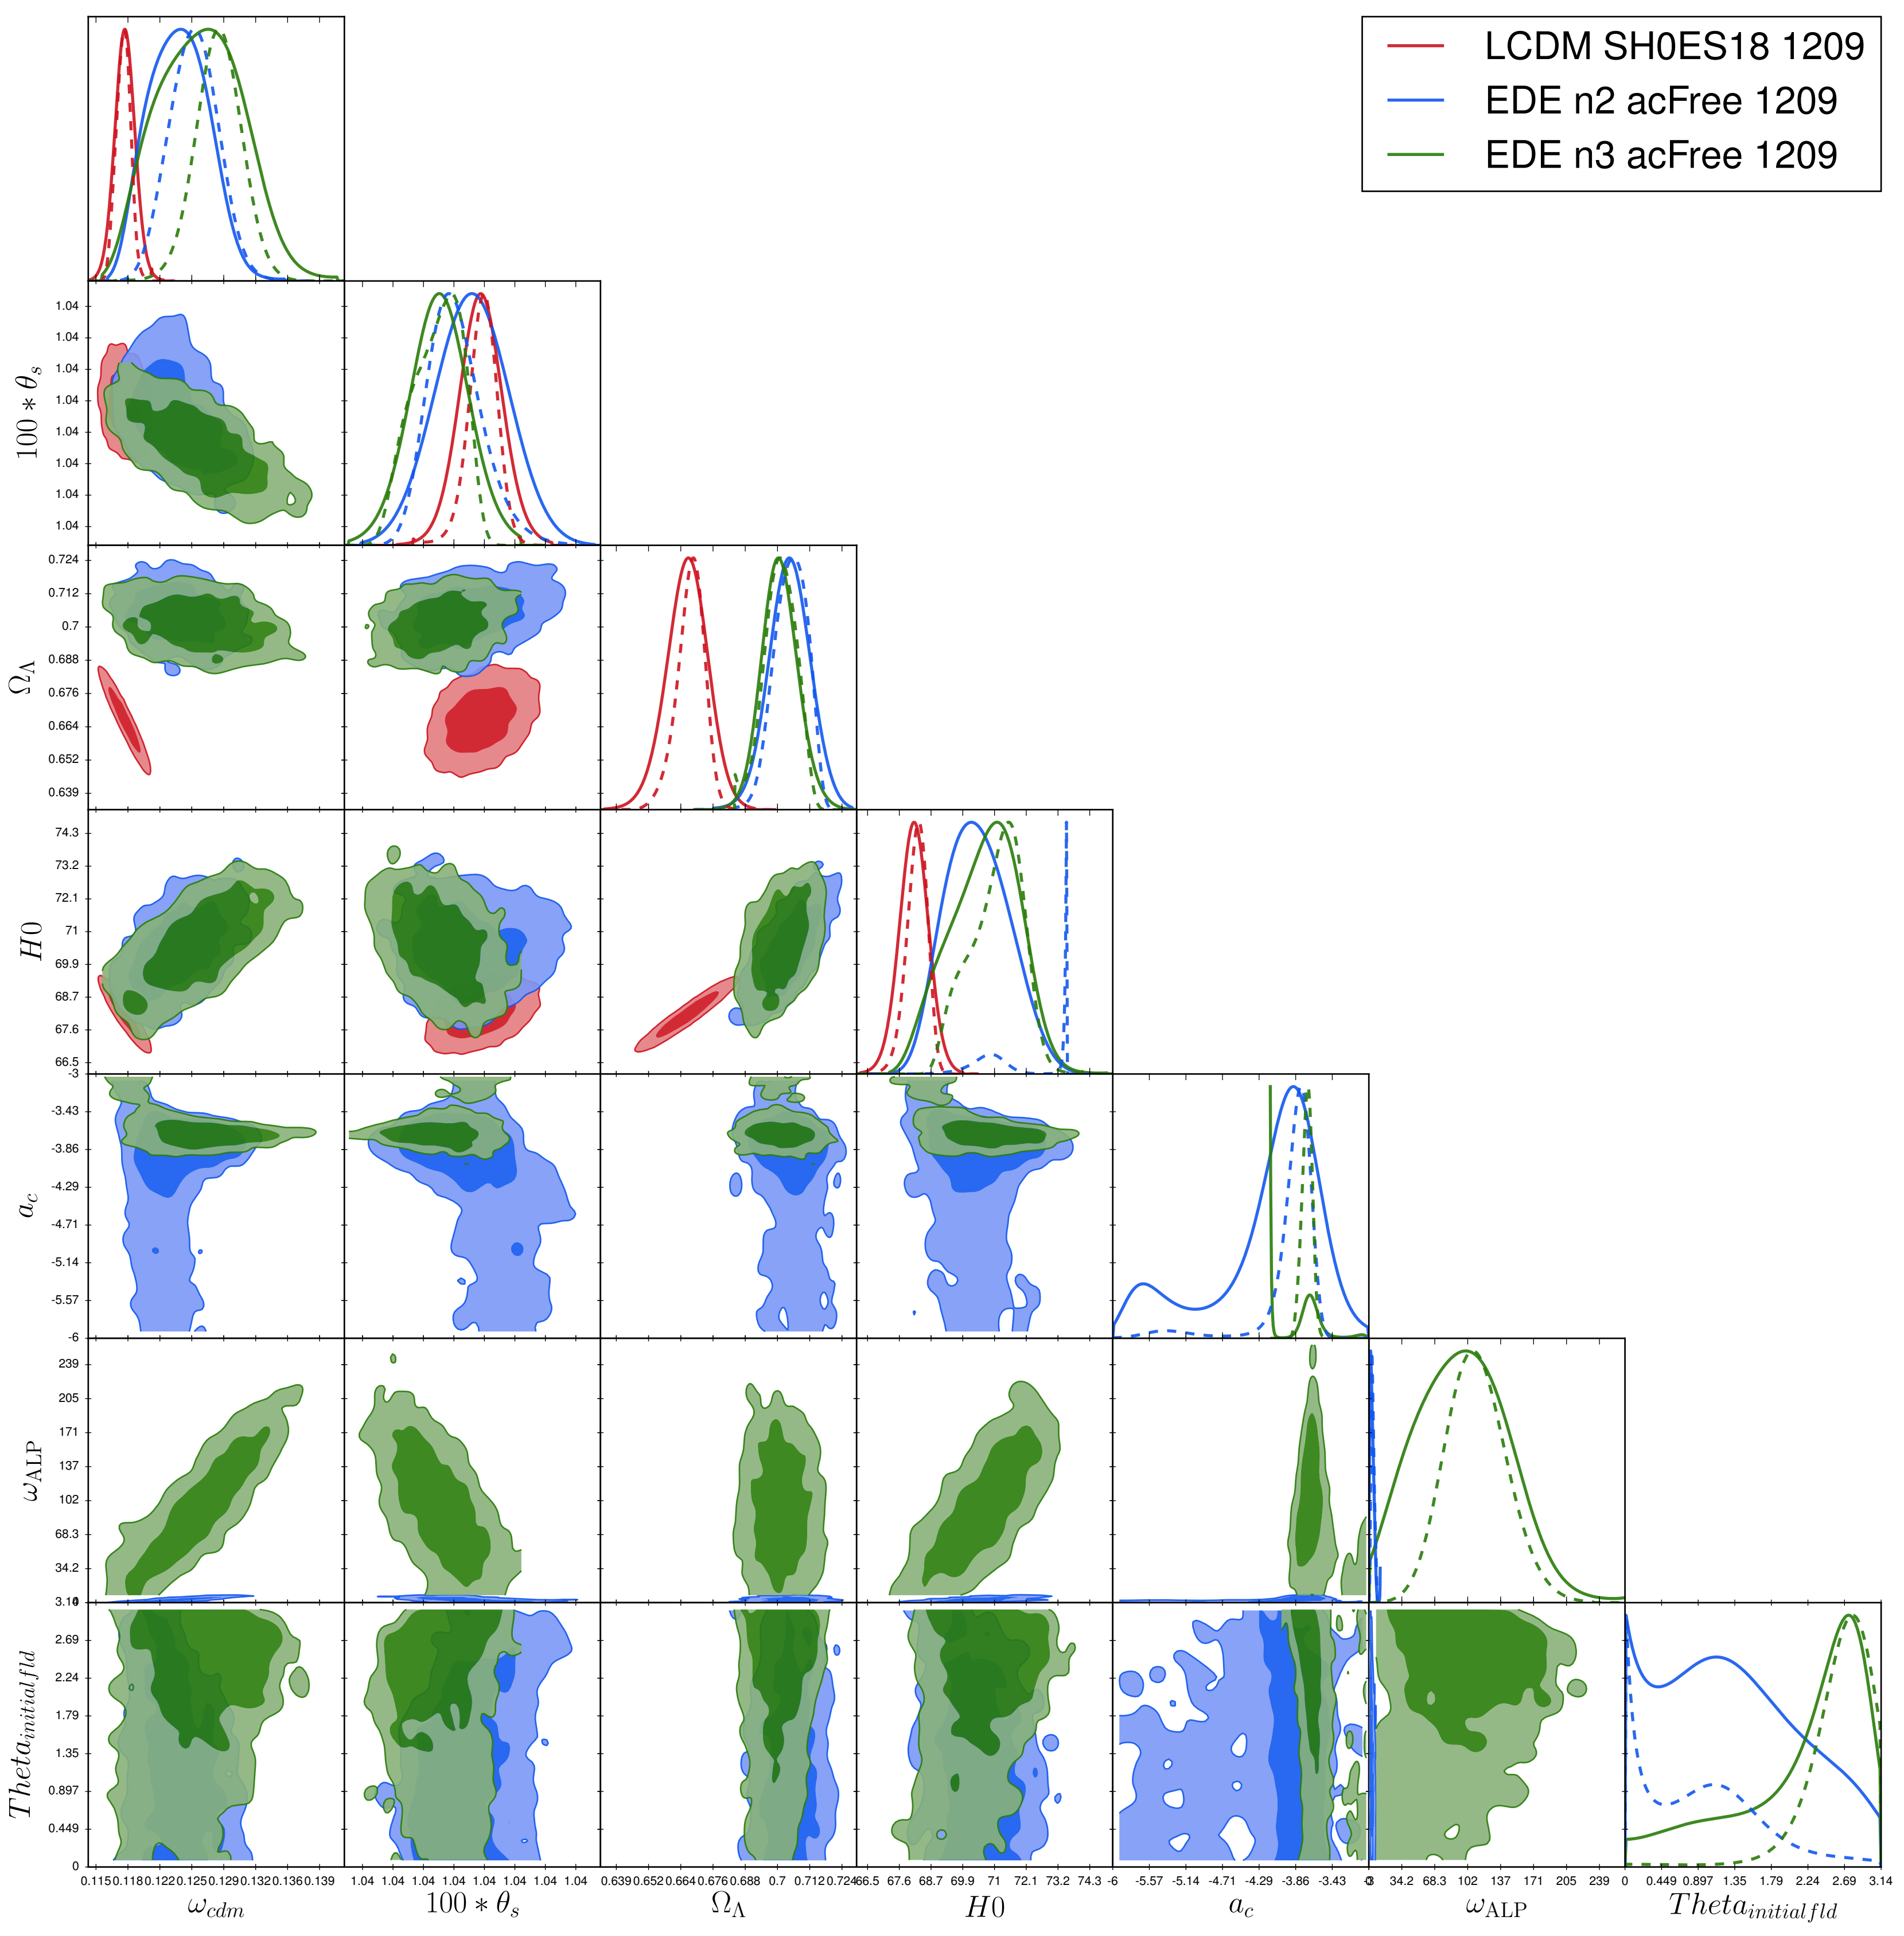 LCDM SH0ES18 1209
EDE n2 acFree 1209
EDE n3 acFree 1209
100 ∗ θs
1.04
1.04
1.04
1.04
1.04
1.04
1.04
1.04
ΩΛ
0.724
0.712
0.7
0.688
0.676
0.664
0.652
0.639
H0
74.3
73.2
72.1
71
69.9
68.7
67.6
66.5
ac
-3
-3.43
-3.86
-4.29
-4.71
-5.14
-5.57
-6
ωALP
239
205
171
137
102
68.3
34.2
Theta initialfld
3.14
2.69
2.24
1.79
1.35
0.897
0.449
0
0.115 0.118 0.122 0.125 0.129 0.132 0.136 0.139
1.04 1.04 1.04 1.04 1.04 1.04 1.04 1.04
0.639 0.652 0.664 0.676 0.688 0.7 0.712 0.724
66.5 67.6 68.7 69.9 71 72.1 73.2 74.3
-6 -5.57 -5.14 -4.71 -4.29 -3.86 -3.43 -3
34.2 68.3 102 137 171 205 239
0 0.449 0.897 1.35 1.79 2.24 2.69 3.14
ωcdm 100 ∗ θs ΩΛ H0 ac ωALP Theta initialfld